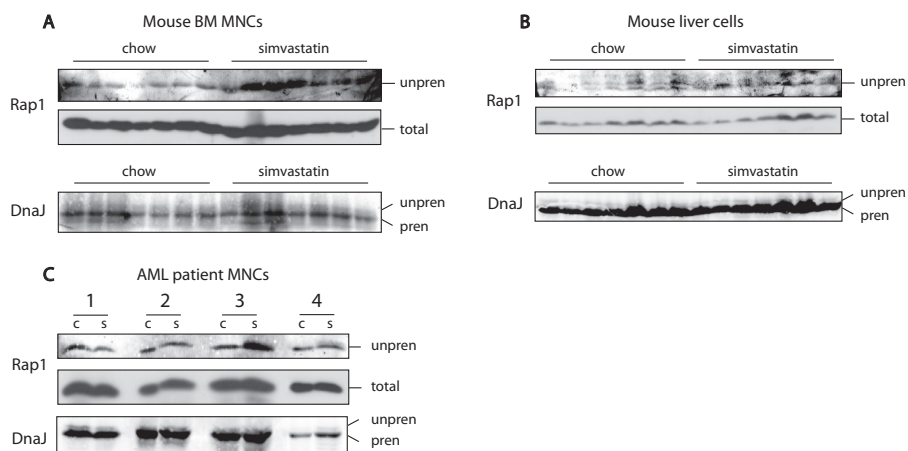 A Mouse BM MNCs
chow simvastatin
Rap1
unpren
total
chow simvastatin
DnaJ
unpren
pren
B Mouse liver cells
chow simvastatin
Rap1
unpren
total
chow simvastatin
DnaJ
unpren
pren
C AML patient MNCs
1 2 3 4
c s c s c s c s
Rap1
unpren
total
DnaJ
unpren
pren